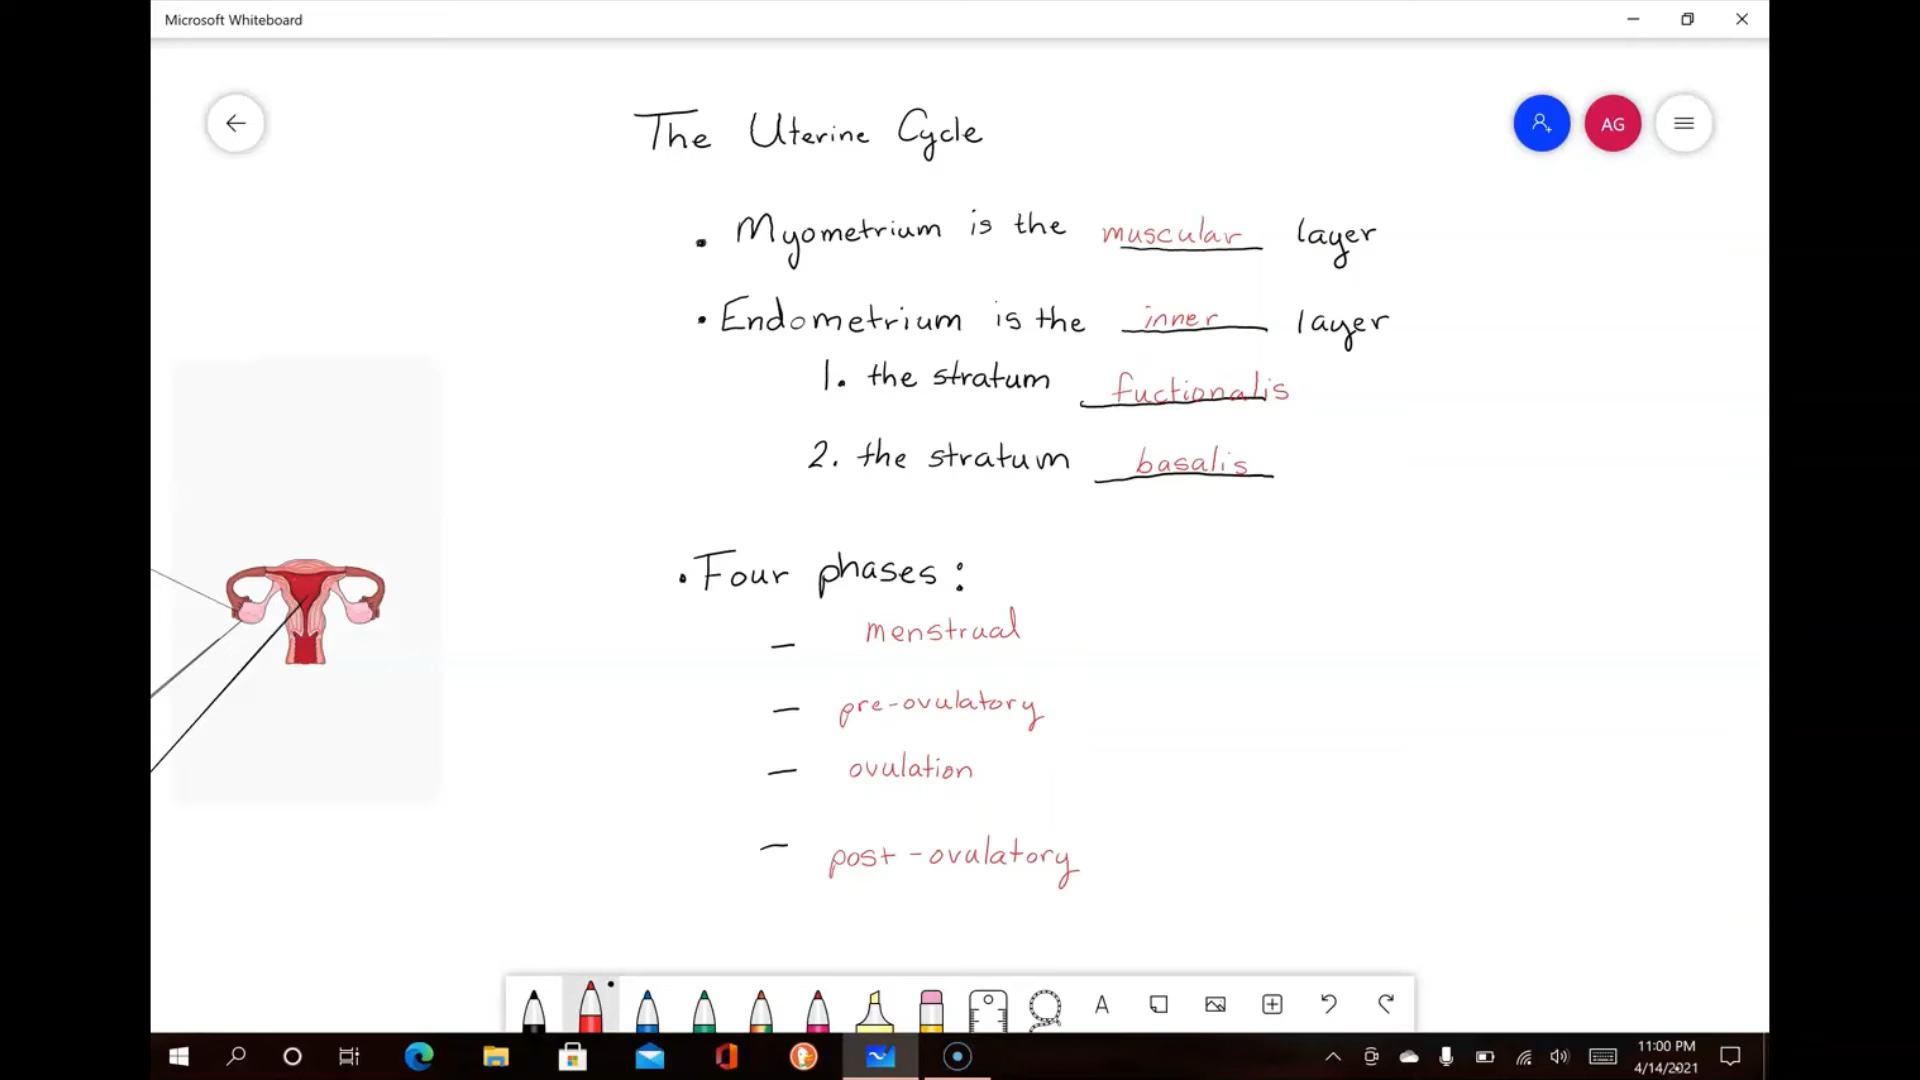 Microsoft Whiteboard
AG
The Uterine Cycle
• Myometrium is the muscular layer
• Endometrium is the inner layer
1. the stratum fuctionalis
2. the stratum basalis
• Four phases:
– menstrual
– pre-ovulatory
– ovulation
– post-ovulatory
A
11:00 PM
4/14/2021